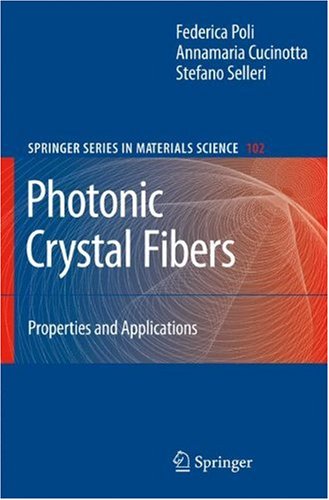 Federica Poli
Annamaria Cucinotta
Stefano Selleri
SPRINGER SERIES IN MATERIALS SCIENCE 102
Photonic
Crystal Fibers
Properties and Applications
Springer